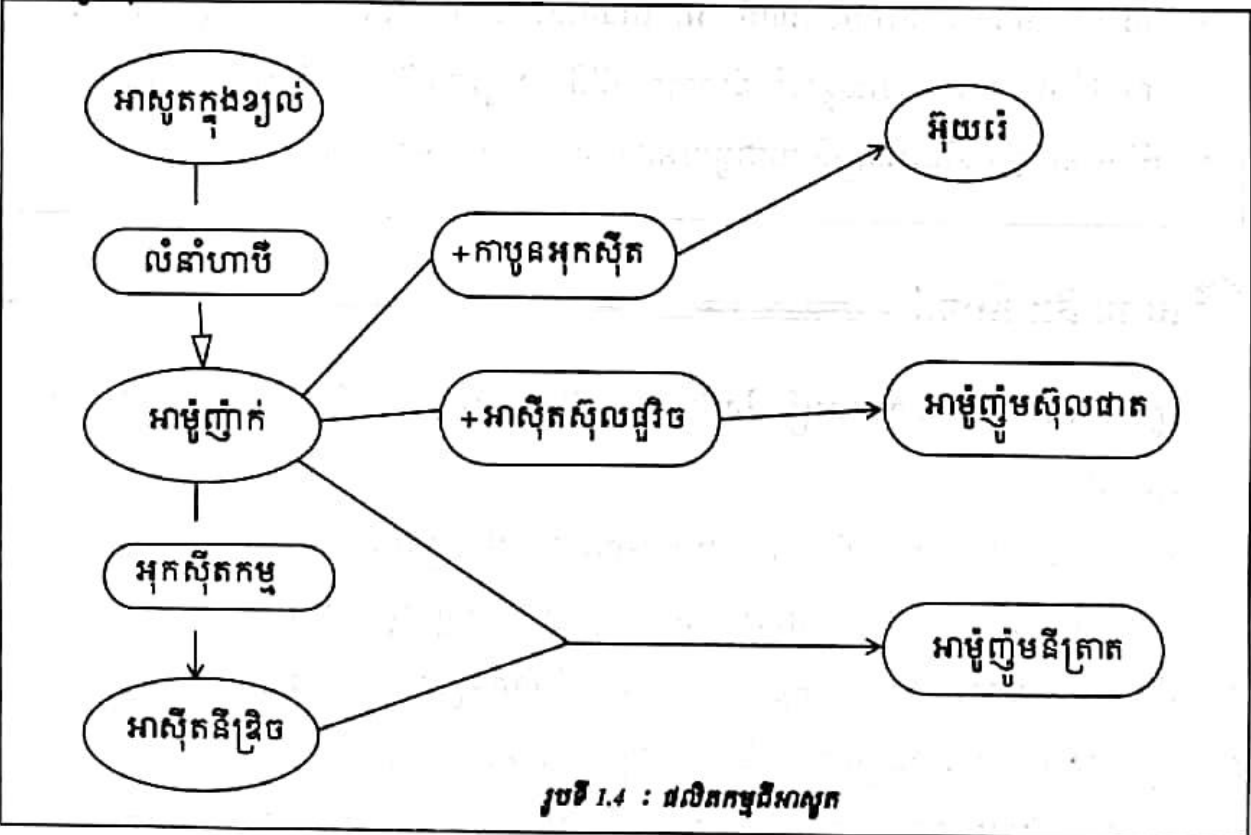 អាសូតក្នុងខ្យល់
អ៊ុយរ៉េ
លំនាំហាប៊ី
+កាបូនអុកស៊ីត
អាម៉ូញ៉ាក់
+អាស៊ីតស៊ុលផួរិច
អាម៉ូញ៉ូមស៊ុលផាត
អុកស៊ីតកម្ម
អាម៉ូញ៉ូមនីត្រាត
អាស៊ីតនីឌ្រិច
រូបទី 1.4 : ផលិតកម្មជីអាសូត